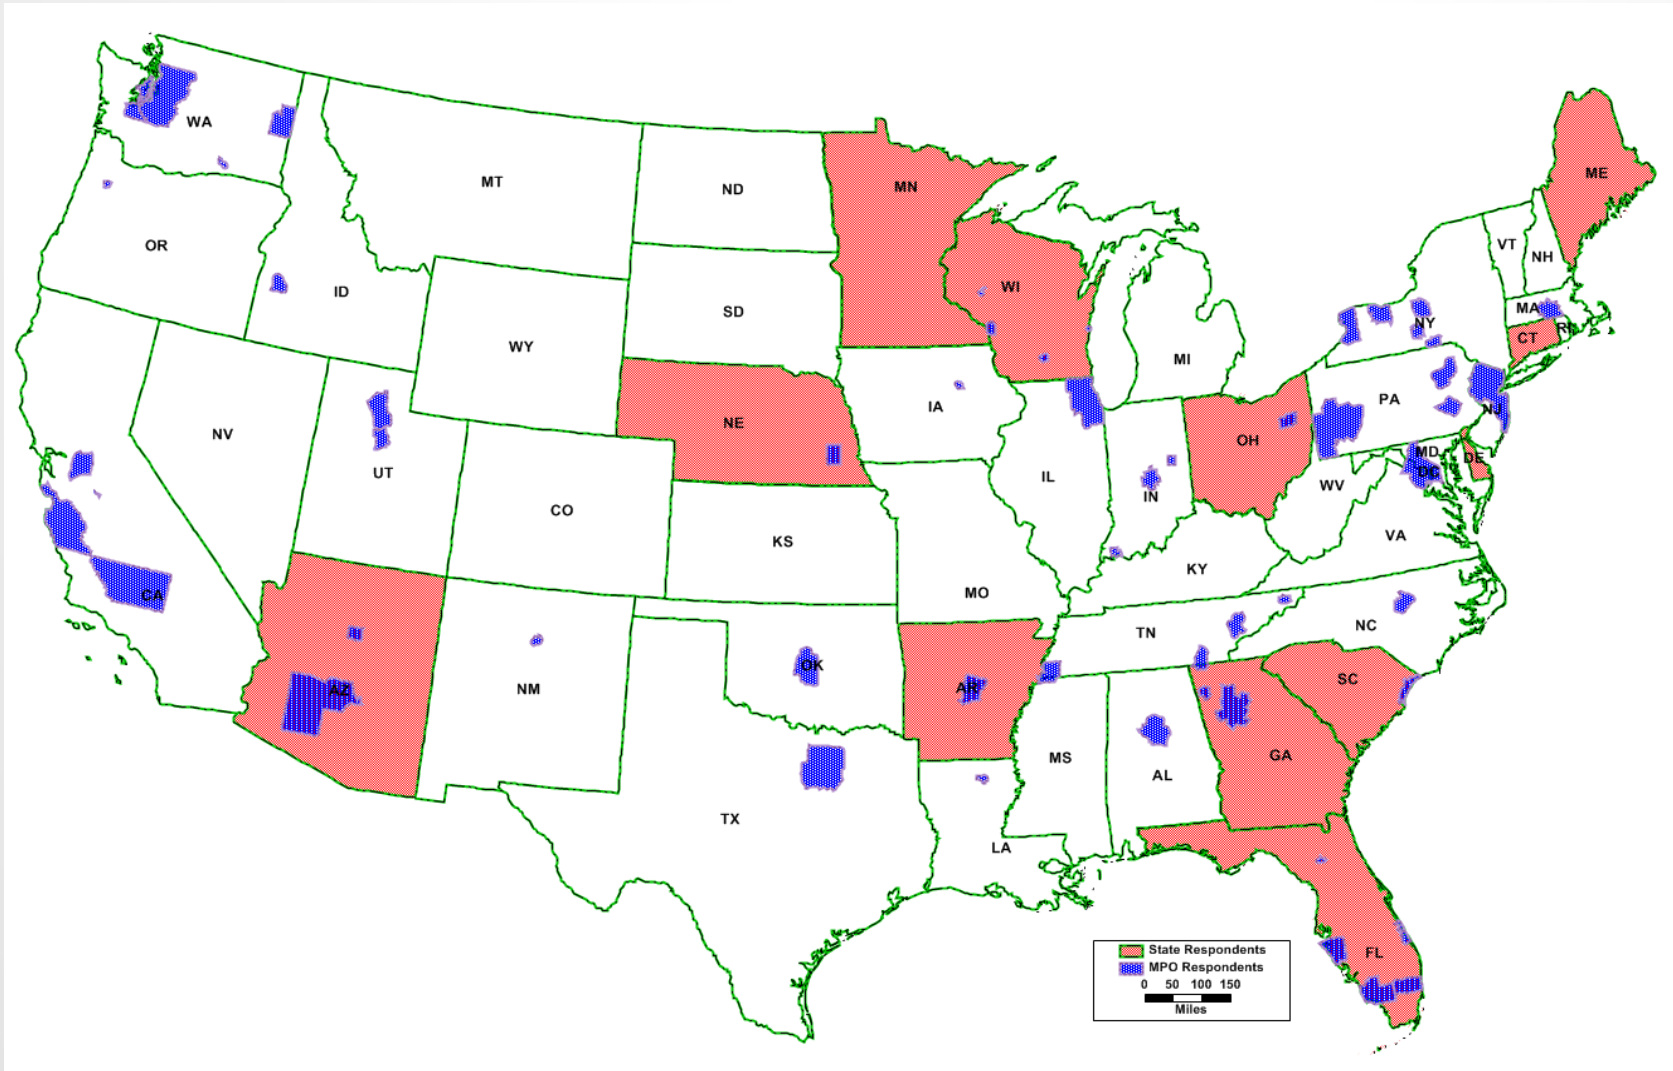 WA
MT
ND
MN
ME
OR
ID
SD
WI
VT
NH
WY
MI
MA
NY
RI
CT
NV
UT
NE
IA
PA
NJ
CO
IL
IN
OH
MD
DC
DE
WV
KS
VA
CA
MO
KY
AZ
NM
OK
AR
TN
NC
SC
TX
MS
AL
GA
LA
FL
State Respondents
MPO Respondents
0 50 100 150
Miles